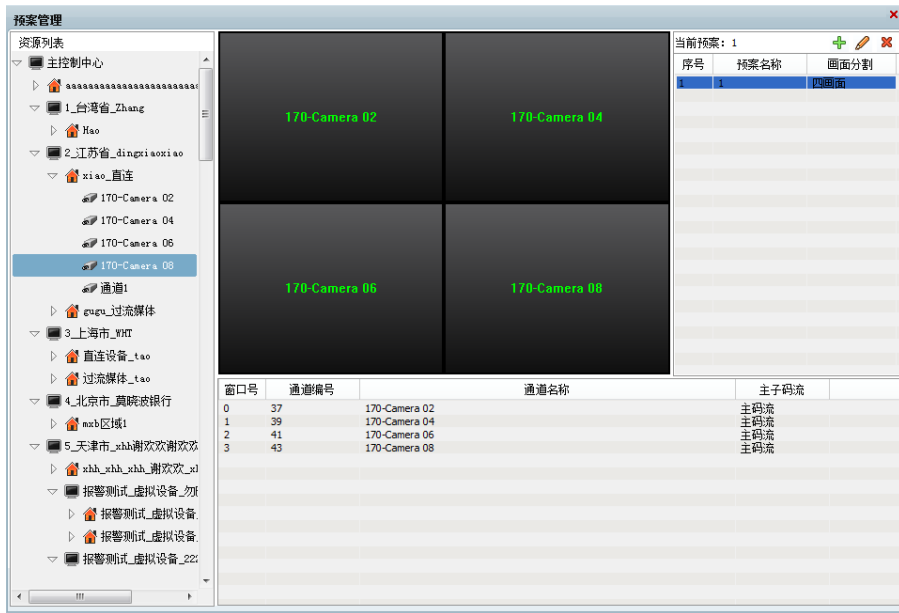 预案管理
资源列表
主控制中心
1_台湾省_Zhang
Hao
2_江苏省_dingxiaoxiao
xiao_直连
170-Camera 02
170-Camera 04
170-Camera 06
170-Camera 08
通道1
gugu_过流媒体
3_上海市_WHT
直连设备_tao
过流媒体_tao
4_北京市_莫晓波银行
mxb区域1
5_天津市_xhh谢欢欢谢欢欢
xhh_xhh_xhh_谢欢欢_xl
报警测试_虚拟设备_勿
报警测试_虚拟设备_
报警测试_虚拟设备_
报警测试_虚拟设备_222
170-Camera 02
170-Camera 04
170-Camera 06
170-Camera 08
当前预案: 1
序号 预案名称 画面分割
1 1 四画面
窗口号 通道编号 通道名称 主子码流
0 37 170-Camera 02 主码流
1 39 170-Camera 04 主码流
2 41 170-Camera 06 主码流
3 43 170-Camera 08 主码流